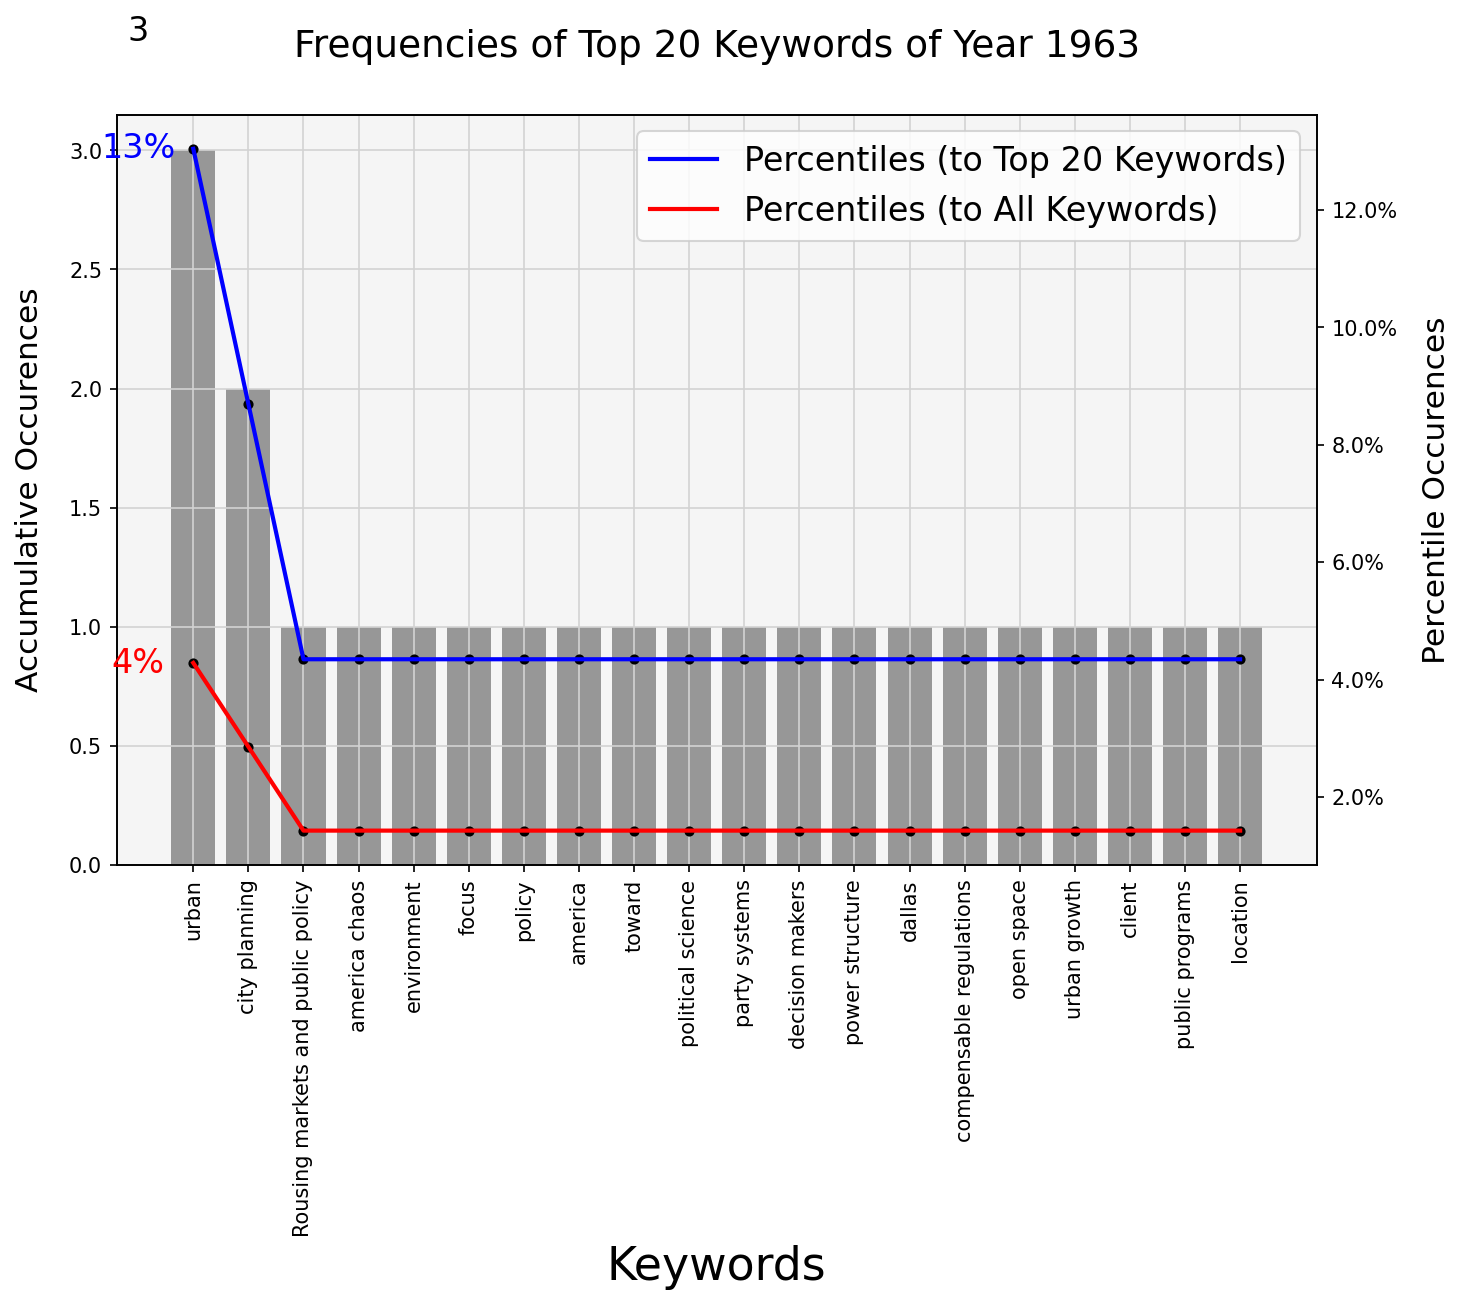 3
Frequencies of Top 20 Keywords of Year 1963
13%
4%
Percentiles (to Top 20 Keywords)
Percentiles (to All Keywords)
Accumulative Occurences
3.0
2.5
2.0
1.5
1.0
0.5
0.0
12.0%
10.0%
8.0%
6.0%
4.0%
2.0%
Percentile Occurences
urban
city planning
Rousing markets and public policy
america chaos
environment
focus
policy
america
toward
political science
party systems
decision makers
power structure
dallas
compensable regulations
open space
urban growth
client
public programs
location
Keywords